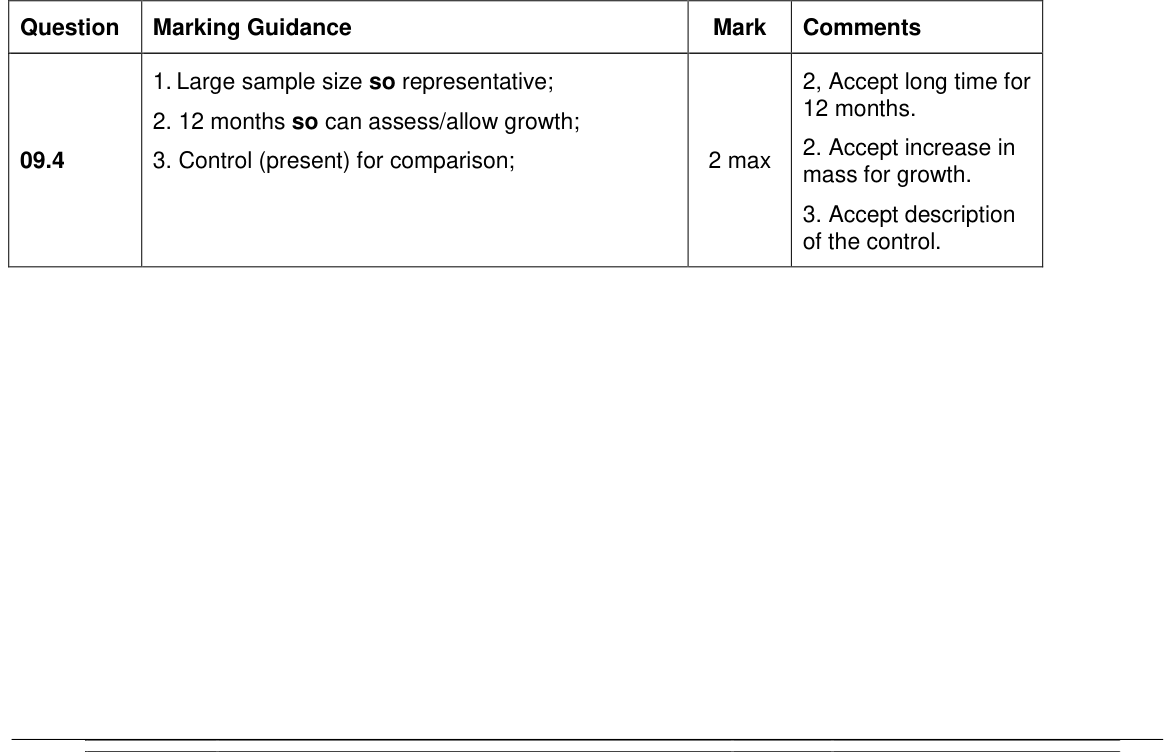 Question Marking Guidance Mark Comments
1. Large sample size so representative;
2. 12 months so can assess/allow growth;
3. Control (present) for comparison;
09.4
2 max
2, Accept long time for
12 months.
2. Accept increase in
mass for growth.
3. Accept description
of the control.